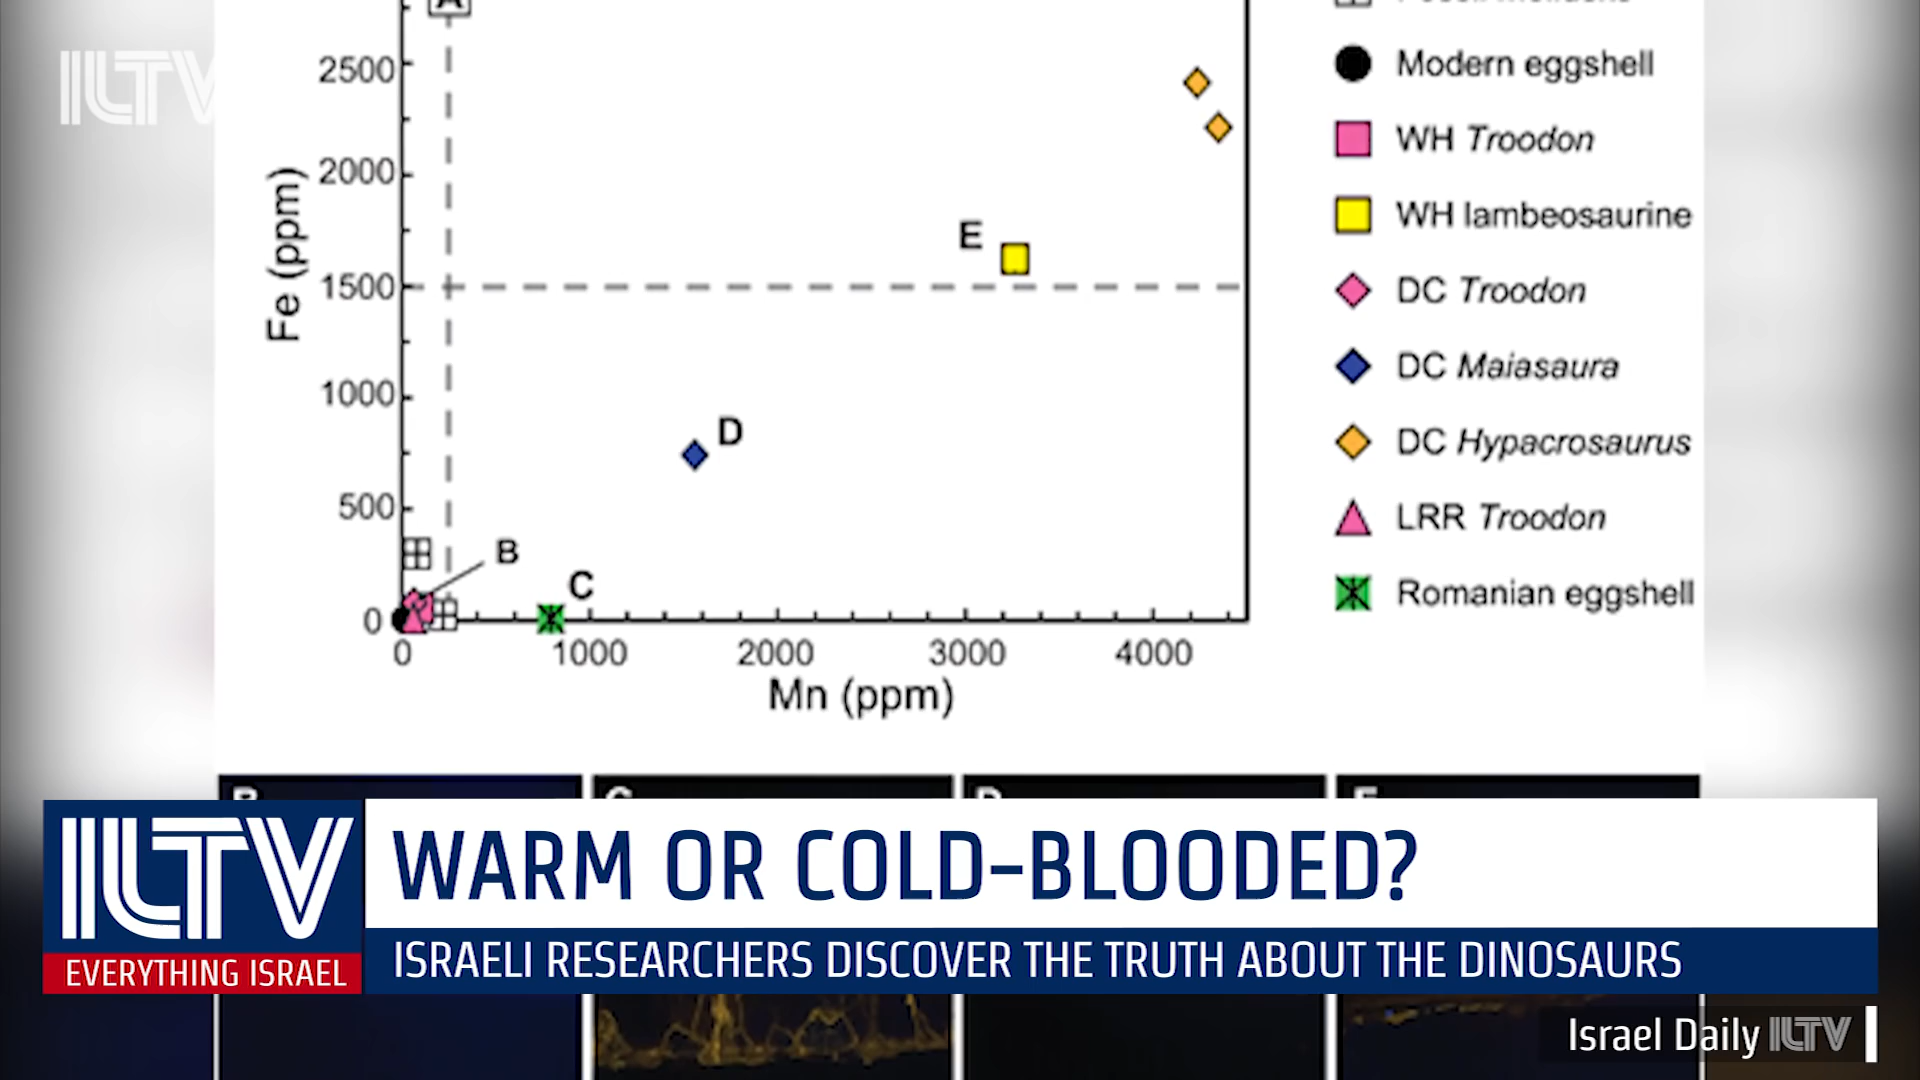 A
ILTV
2500
2000
1500
1000
500
0
Fe (ppm)
E
D
B
C
0 1000 2000 3000 4000
Mn (ppm)
Modern eggshell
WH Troodon
WH lambeosaurine
DC Troodon
DC Maiasaura
DC Hypacrosaurus
LRR Troodon
Romanian eggshell
ILTV
EVERYTHING ISRAEL
WARM OR COLD-BLOODED?
ISRAELI RESEARCHERS DISCOVER THE TRUTH ABOUT THE DINOSAURS
Israel Daily ILTV